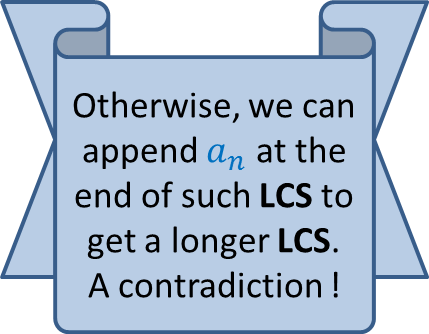 Otherwise, we can
append aₙ at the
end of such LCS to
get a longer LCS.
A contradiction !